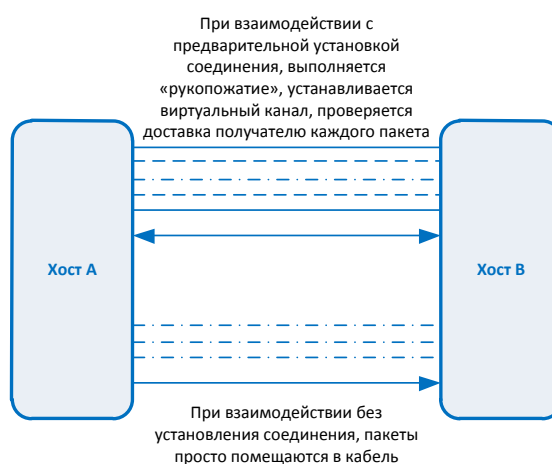 При взаимодействии с
предварительной установкой
соединения, выполняется
«рукопожатие», устанавливается
виртуальный канал, проверяется
доставка получателю каждого пакета
Хост A
Хост B
При взаимодействии без
установления соединения, пакеты
просто помещаются в кабель